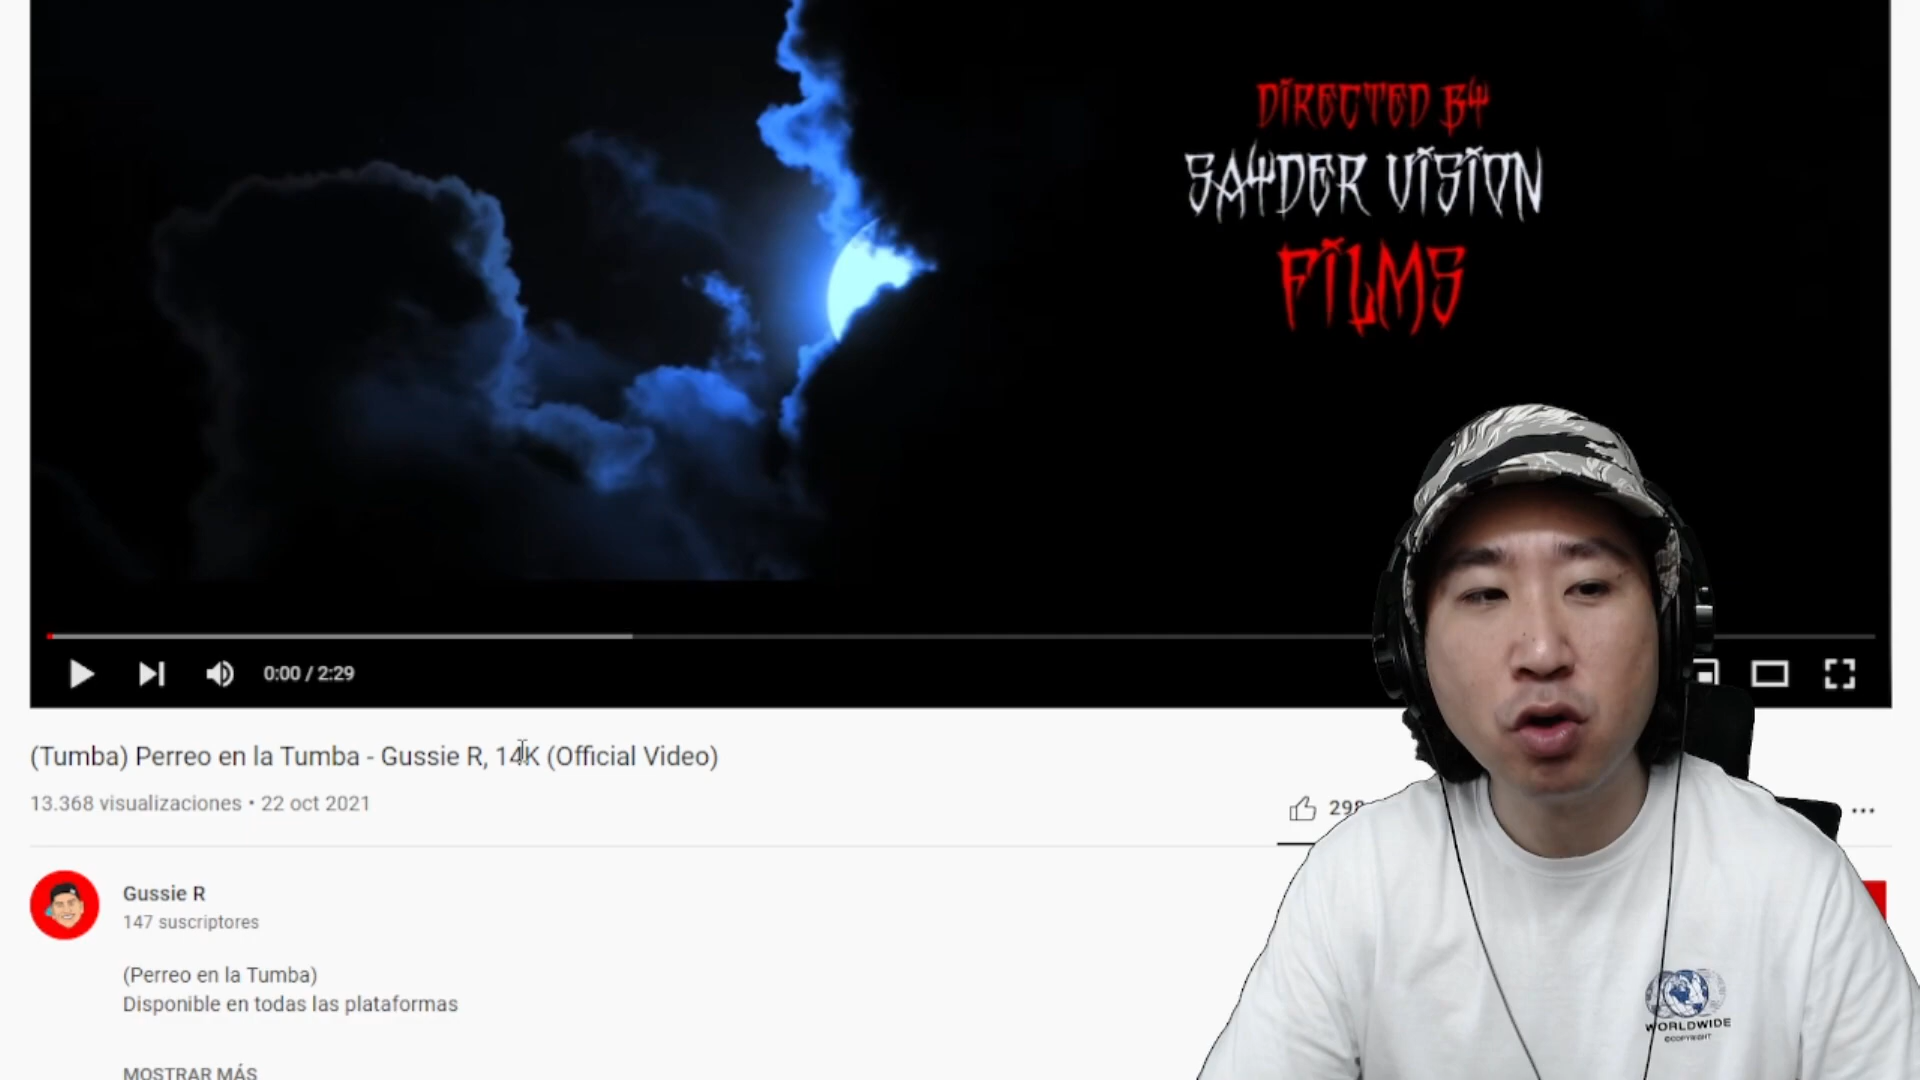 DIRECTED BY
SAYDER VISION
FILMS
0:00 / 2:29
(Tumba) Perreo en la Tumba - Gussie R, 14K (Official Video)
13.368 visualizaciones • 22 oct 2021
298
Gussie R
147 suscriptores
(Perreo en la Tumba)
Disponible en todas las plataformas
MOSTRAR MÁS
WORLDWIDE
©COPYRIGHT